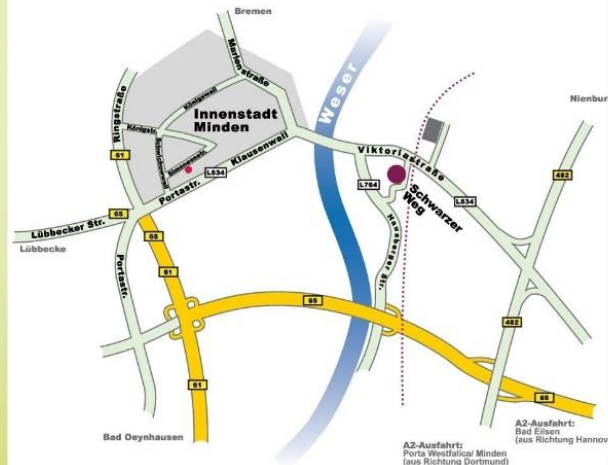 Bremen
Marienstraße
Königswall
Ringstraße
Innenstadt
Minden
Königstr.
Schwichowwall
Simeonsstr.
61
Portastr.
L534
Klausenwall
65
Lübbecker Str.
Lübbecke
Portastr.
65
61
61
Bad Oeynhausen
Weser
Viktoriastraße
L764
Schwarzer
Weg
Hausberger Str.
L534
Nienbur
482
482
65
65
A2-Ausfahrt:
Porta Westfalica/ Minden
(aus Richtung Dortmund)
A2-Ausfahrt:
Bad Eilsen
(aus Richtung Hannov